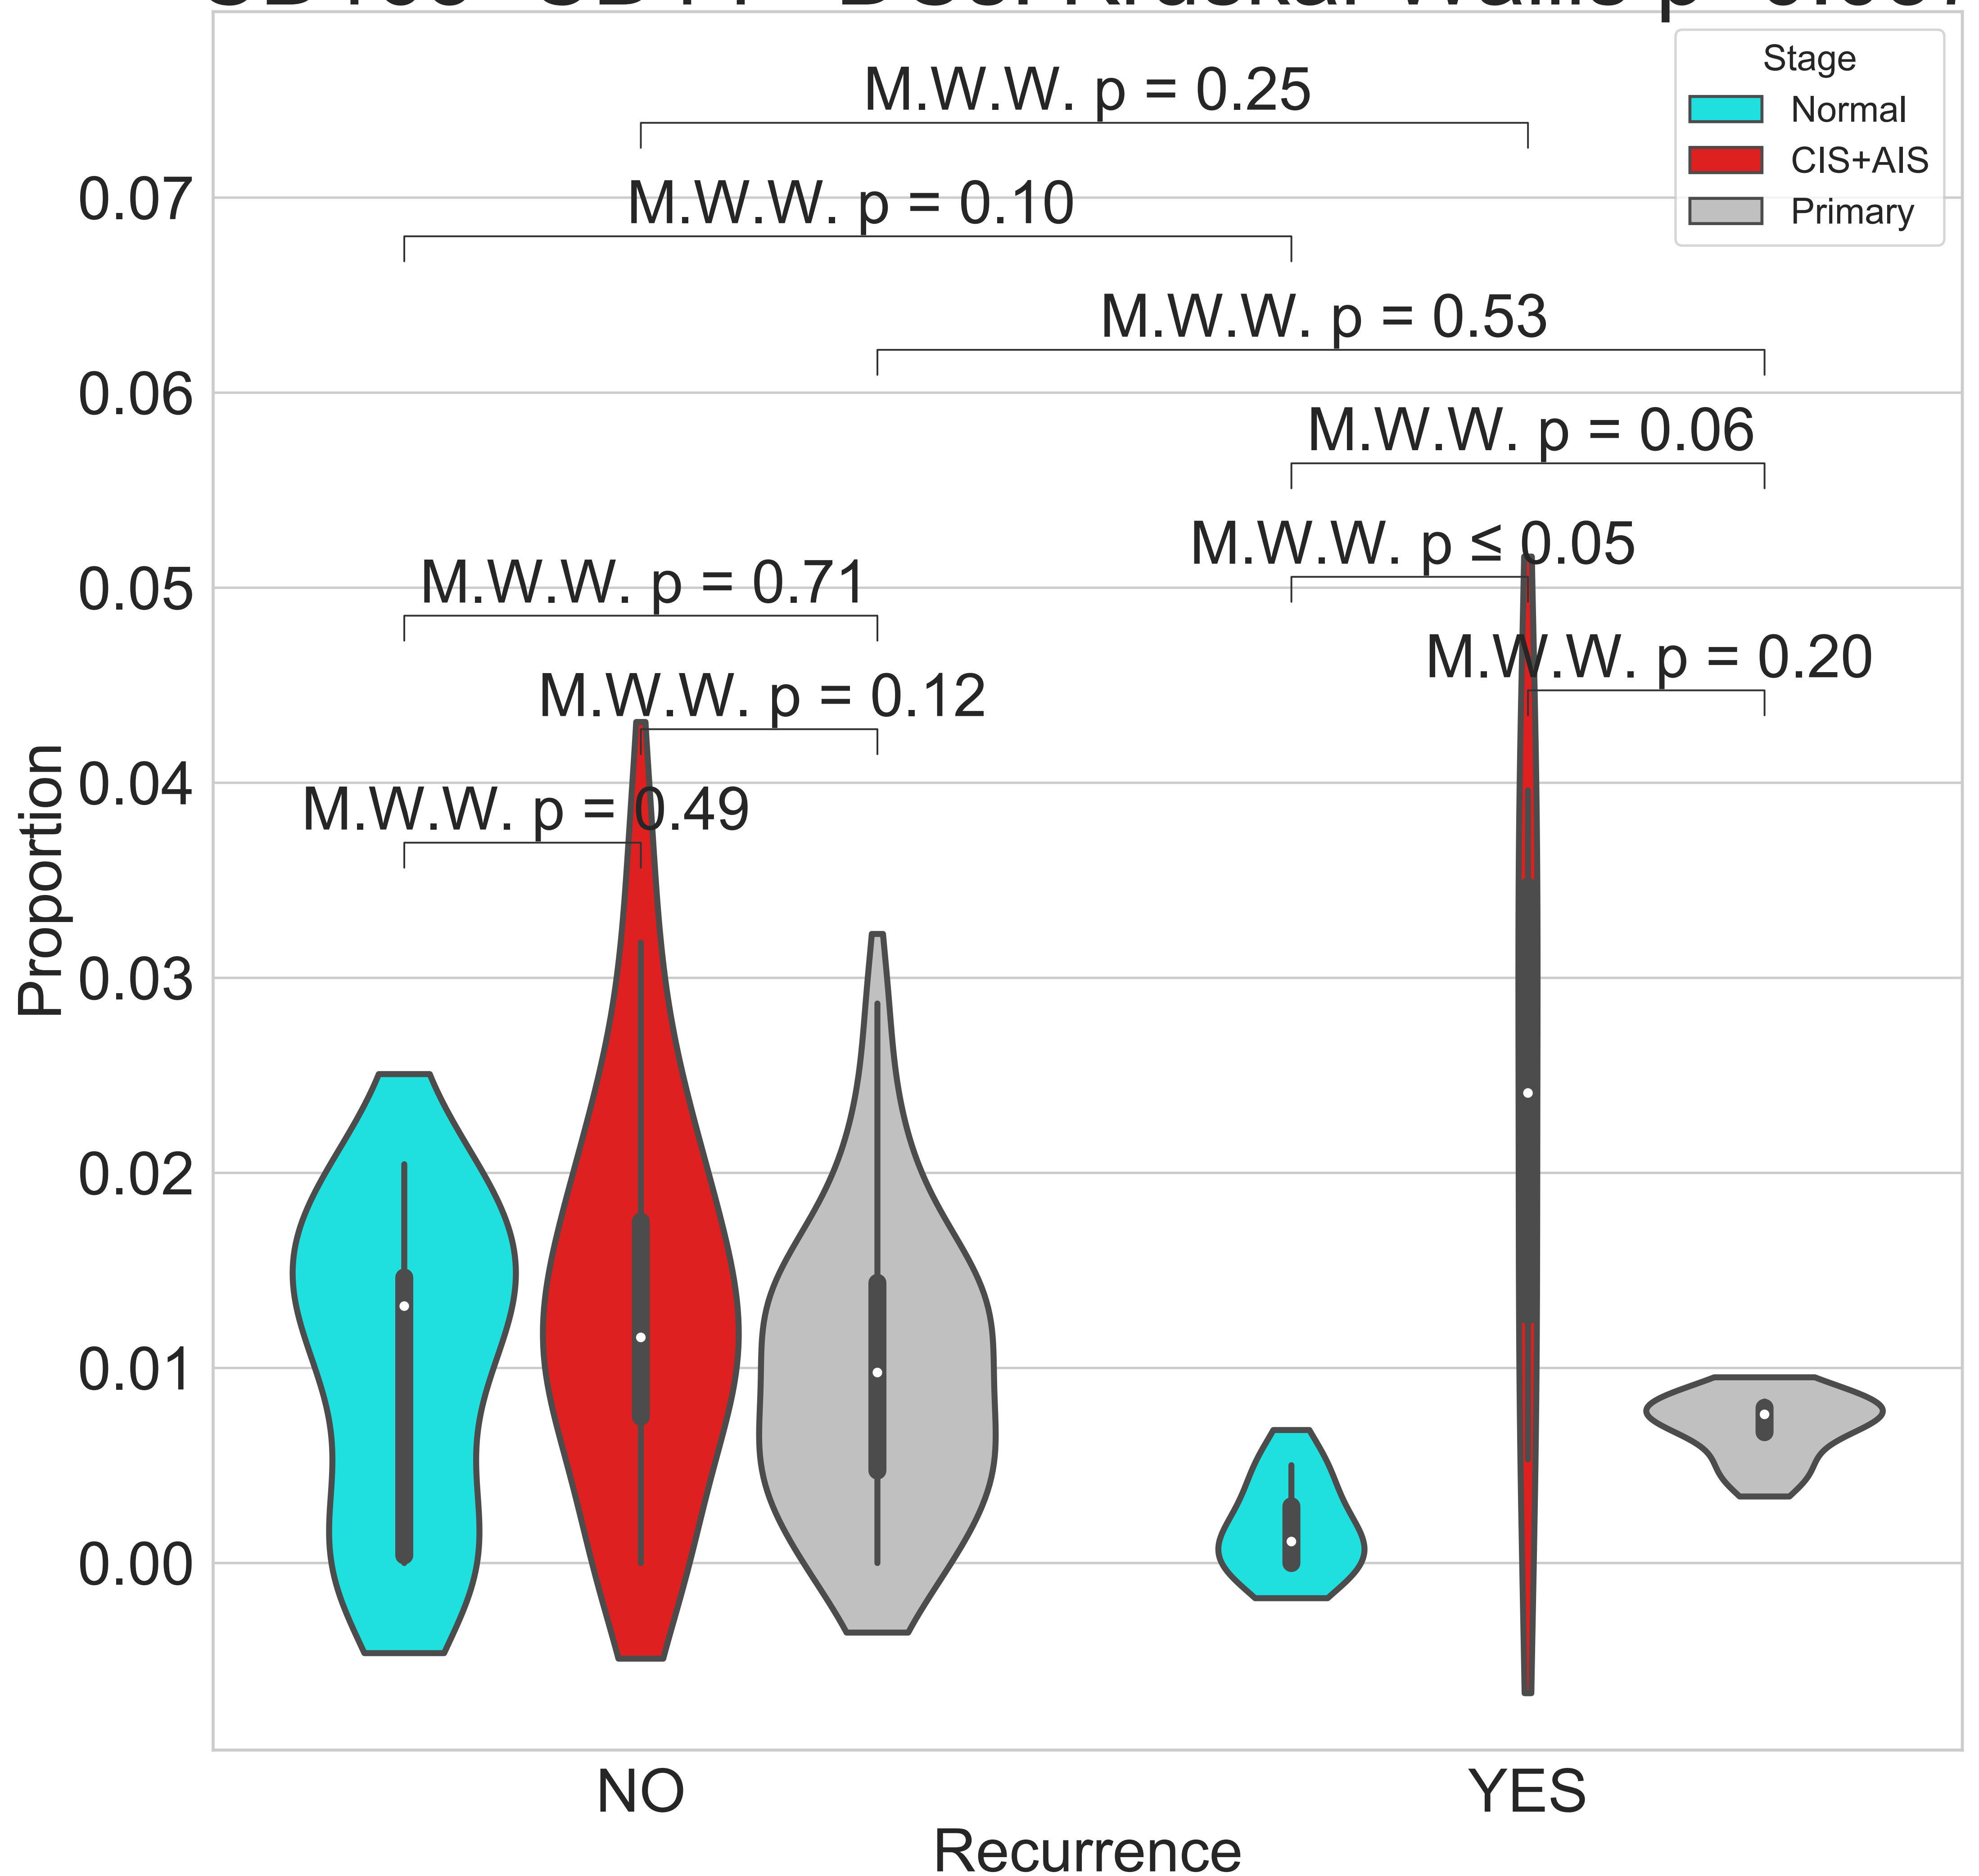 M.W.W. p = 0.25
Stage
Normal
CIS+AIS
Primary
M.W.W. p = 0.10
M.W.W. p = 0.53
M.W.W. p = 0.06
M.W.W. p ≤ 0.05
M.W.W. p = 0.71
M.W.W. p = 0.20
M.W.W. p = 0.12
M.W.W. p = 0.49
0.07
0.06
0.05
0.04
0.03
0.02
0.01
0.00
Proportion
NO
YES
Recurrence